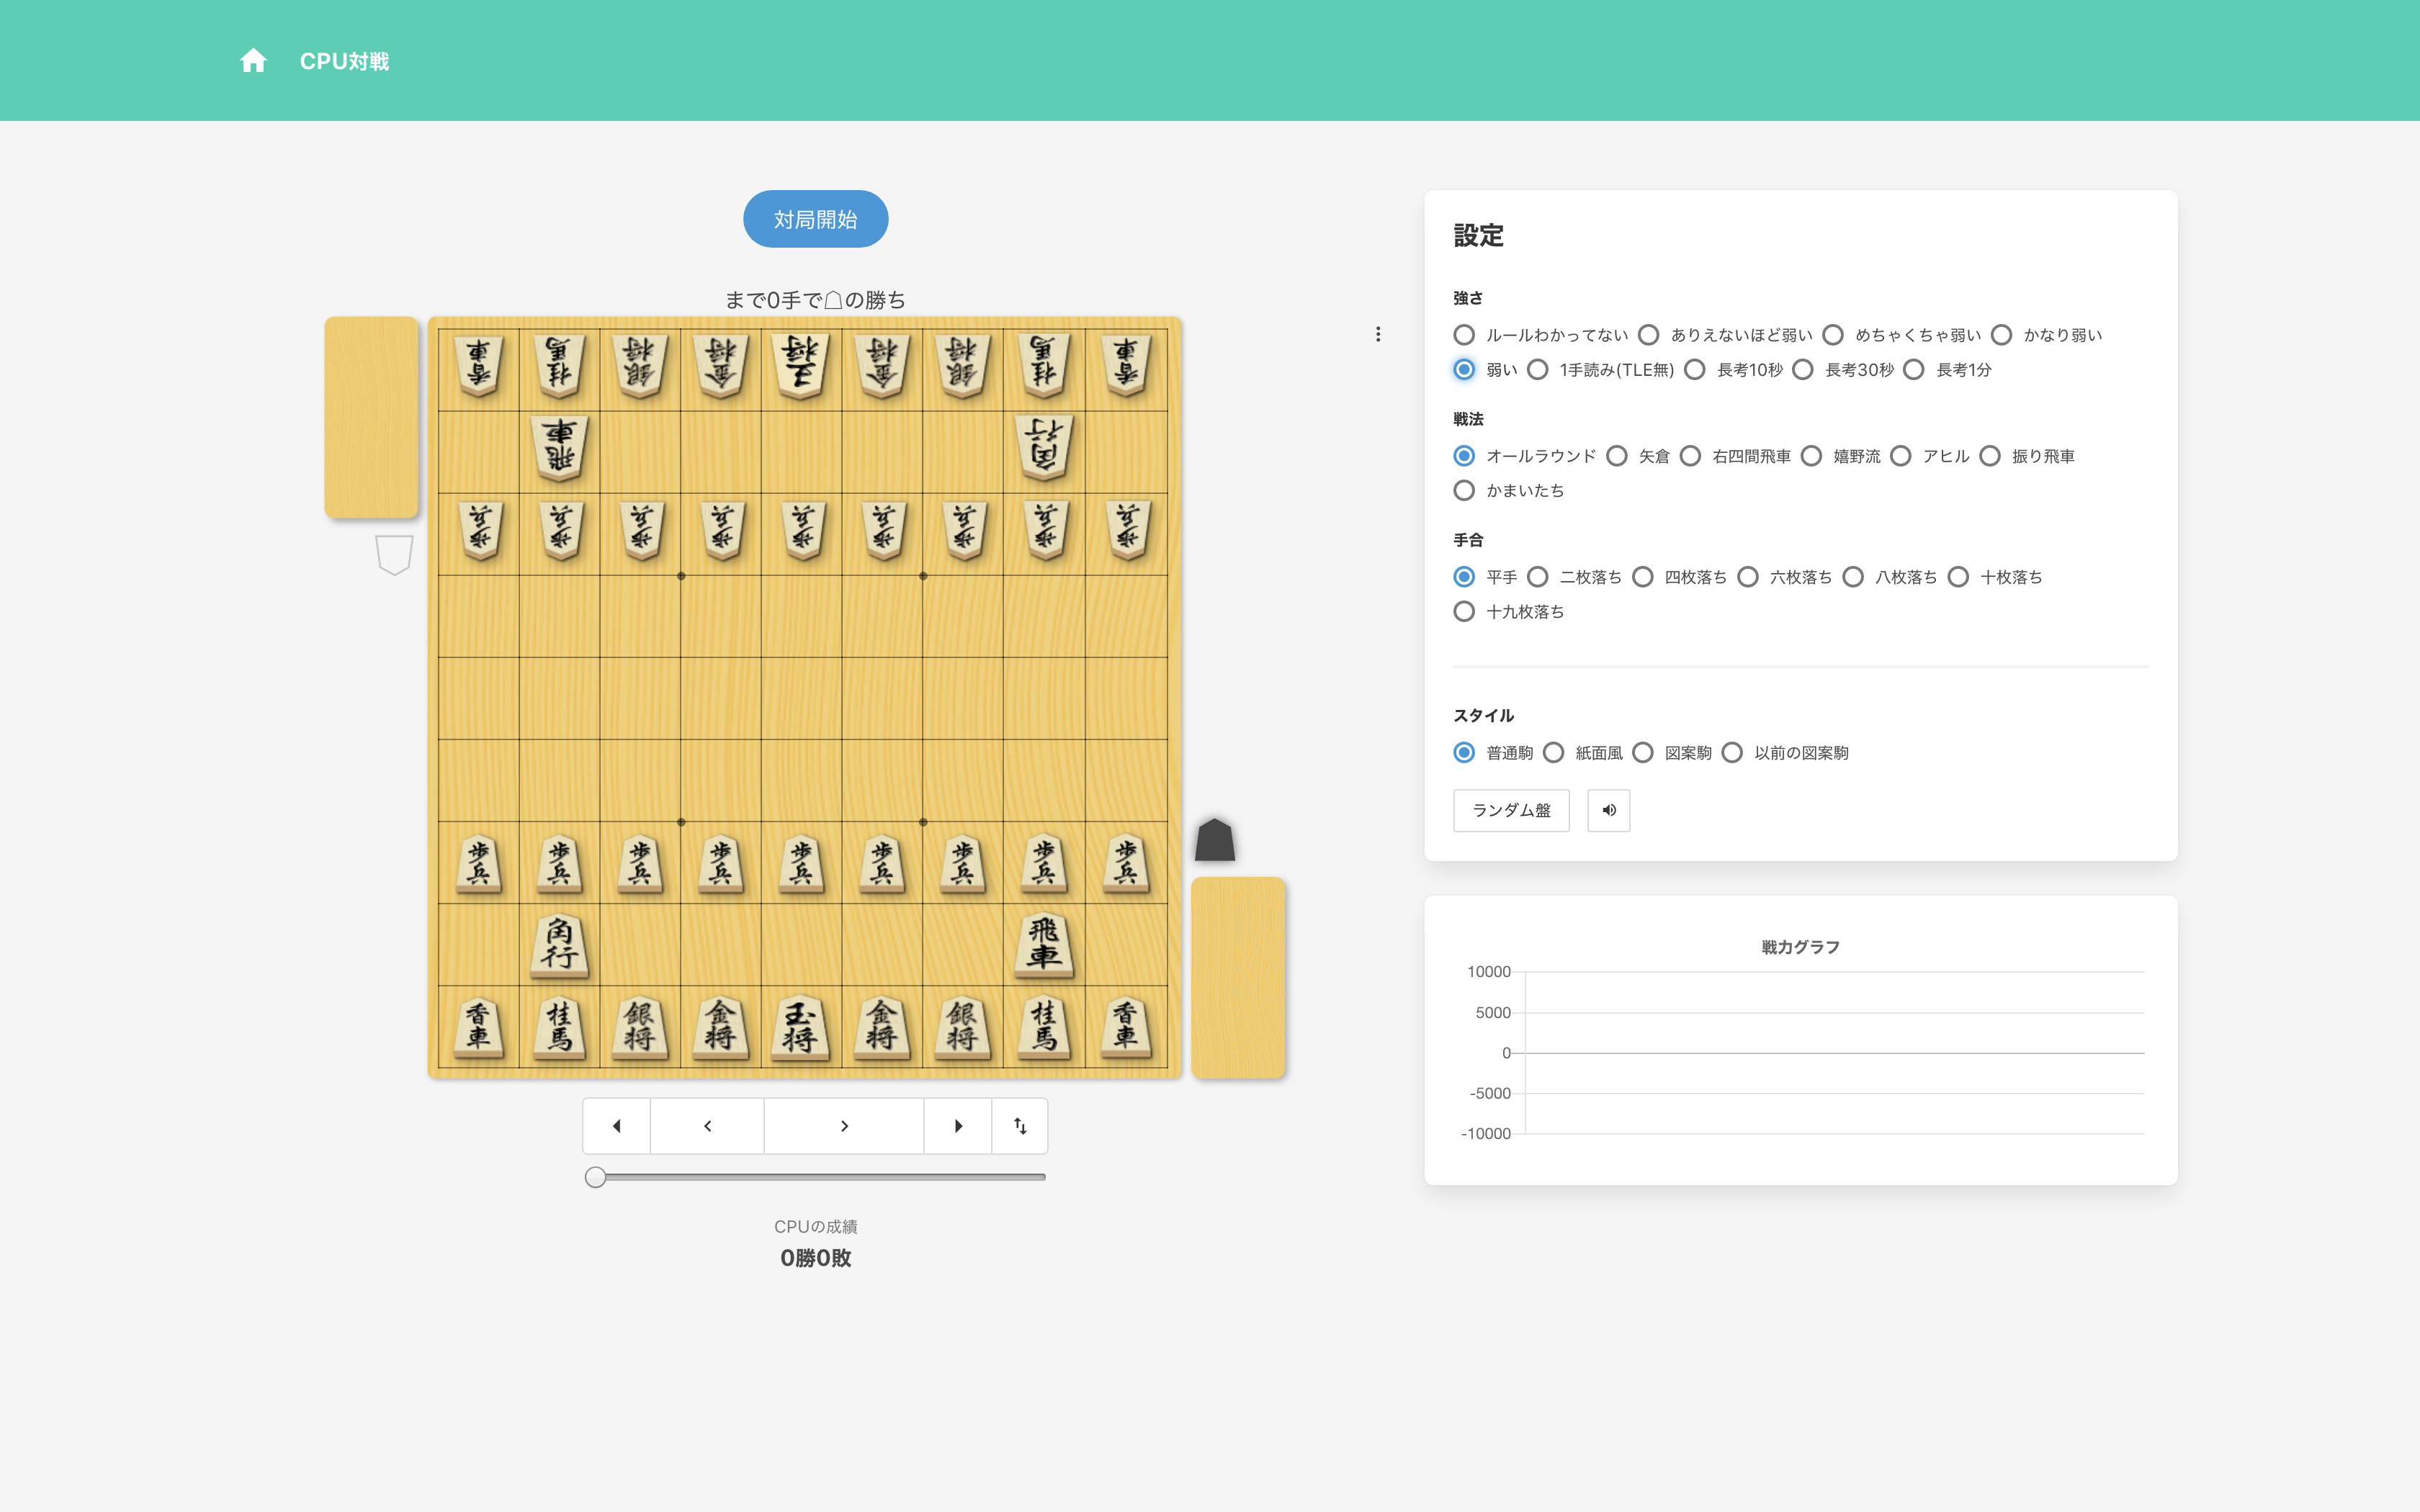 CPU対戦
対局開始
まで0手で☖の勝ち
香車 桂馬 銀将 金将 王将 金将 銀将 桂馬 香車
飛車 角行
歩兵 歩兵 歩兵 歩兵 歩兵 歩兵 歩兵 歩兵 歩兵
歩兵 歩兵 歩兵 歩兵 歩兵 歩兵 歩兵 歩兵 歩兵
角行 飛車
香車 桂馬 銀将 金将 玉将 金将 銀将 桂馬 香車
CPUの成績
0勝0敗
設定
強さ
ルールわかってない ありえないほど弱い めちゃくちゃ弱い かなり弱い
弱い 1手読み(TLE無) 長考10秒 長考30秒 長考1分
戦法
オールラウンド 矢倉 右四間飛車 嬉野流 アヒル 振り飛車
かまいたち
手合
平手 二枚落ち 四枚落ち 六枚落ち 八枚落ち 十枚落ち
十九枚落ち
スタイル
普通駒 紙面風 図案駒 以前の図案駒
ランダム盤
戦力グラフ
10000
5000
0
-5000
-10000